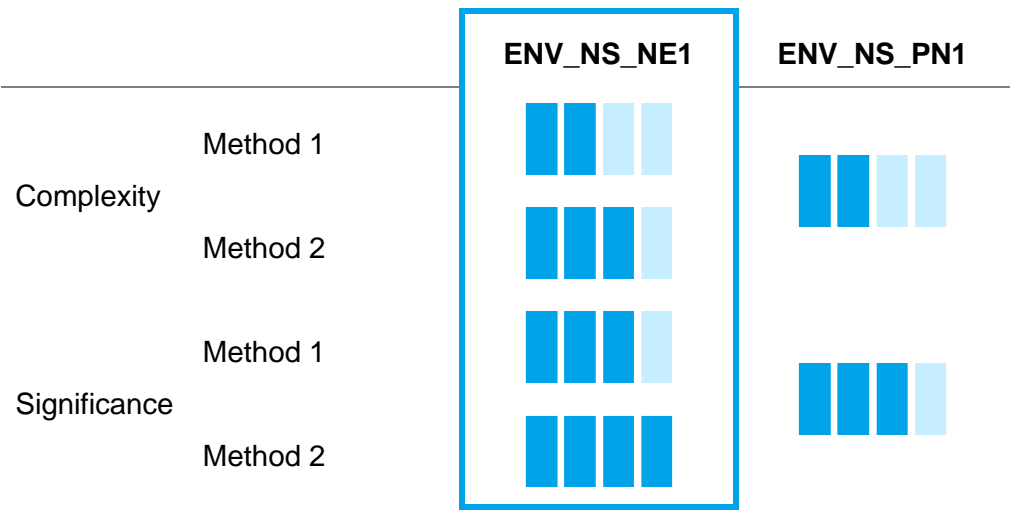 ENV_NS_NE1 ENV_NS_PN1
Method 1
Complexity
Method 2
Method 1
Significance
Method 2